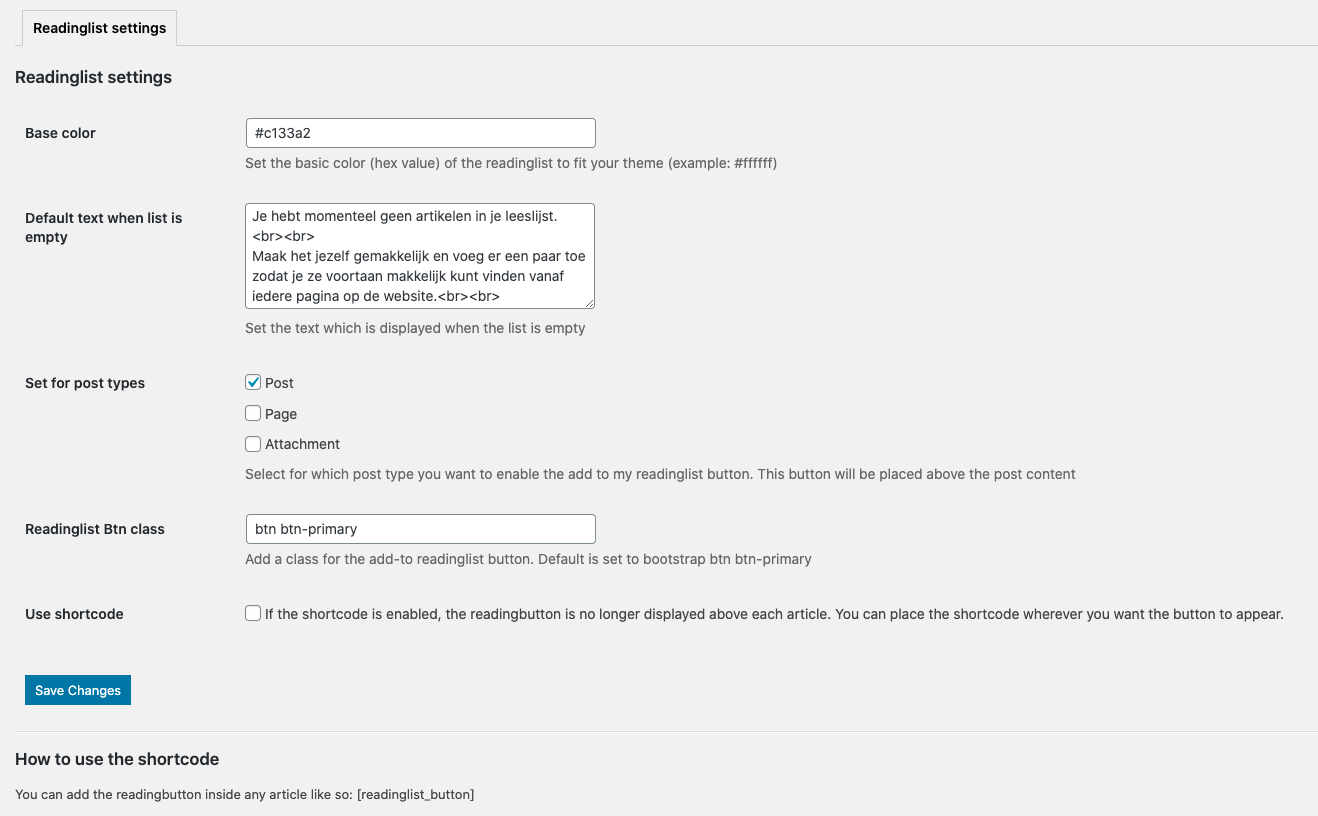 Readinglist settings
Readinglist settings
Base color
#c133a2
Set the basic color (hex value) of the readinglist to fit your theme (example: #ffffff)
Default text when list is
empty
Je hebt momenteel geen artikelen in je leeslijst.
<br><br>
Maak het jezelf gemakkelijk en voeg er een paar toe
zodat je ze voortaan makkelijk kunt vinden vanaf
iedere pagina op de website.<br><br>
Set the text which is displayed when the list is empty
Set for post types
Post
Page
Attachment
Select for which post type you want to enable the add to my readinglist button. This button will be placed above the post content
Readinglist Btn class
btn btn-primary
Add a class for the add-to readinglist button. Default is set to bootstrap btn btn-primary
Use shortcode
If the shortcode is enabled, the readingbutton is no longer displayed above each article. You can place the shortcode wherever you want the button to appear.
Save Changes
How to use the shortcode
You can add the readingbutton inside any article like so: [readinglist_button]